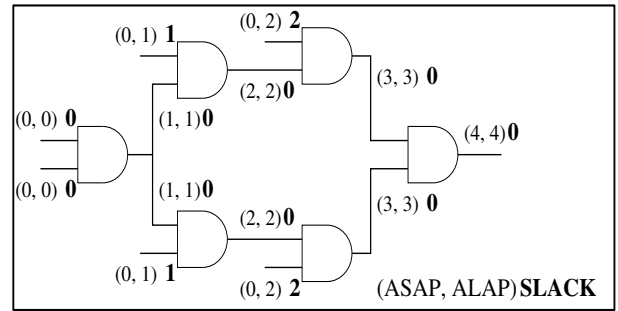 (0, 1) 1
(0, 2) 2
(2, 2)0
(3, 3) 0
(0, 0) 0
(1, 1)0
(4, 4)0
(0, 0) 0
(1, 1)0
(2, 2)0
(3, 3) 0
(0, 1) 1
(0, 2) 2
(ASAP, ALAP)SLACK